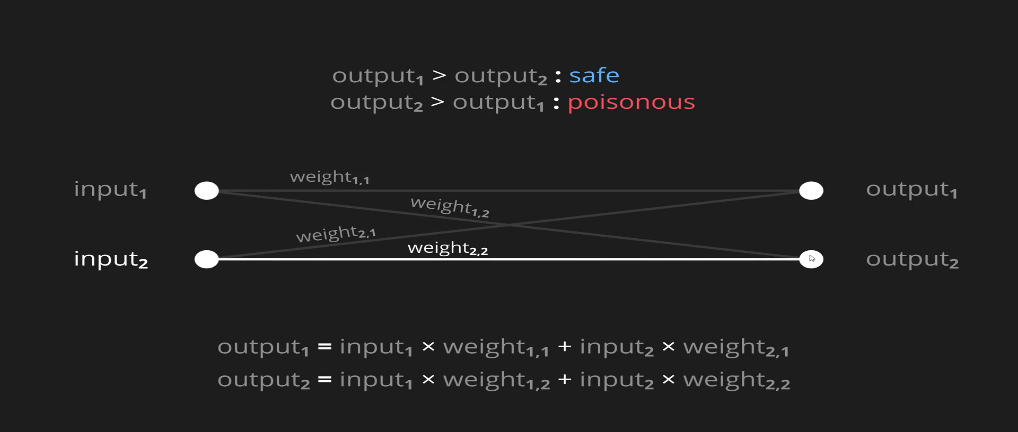 output₁ > output₂ : safe
output₂ > output₁ : poisonous
input₁
weight₁,₁
output₁
weight₁,₂
weight₂,₁
input₂
weight₂,₂
output₂
output₁ = input₁ × weight₁,₁ + input₂ × weight₂,₁
output₂ = input₁ × weight₁,₂ + input₂ × weight₂,₂